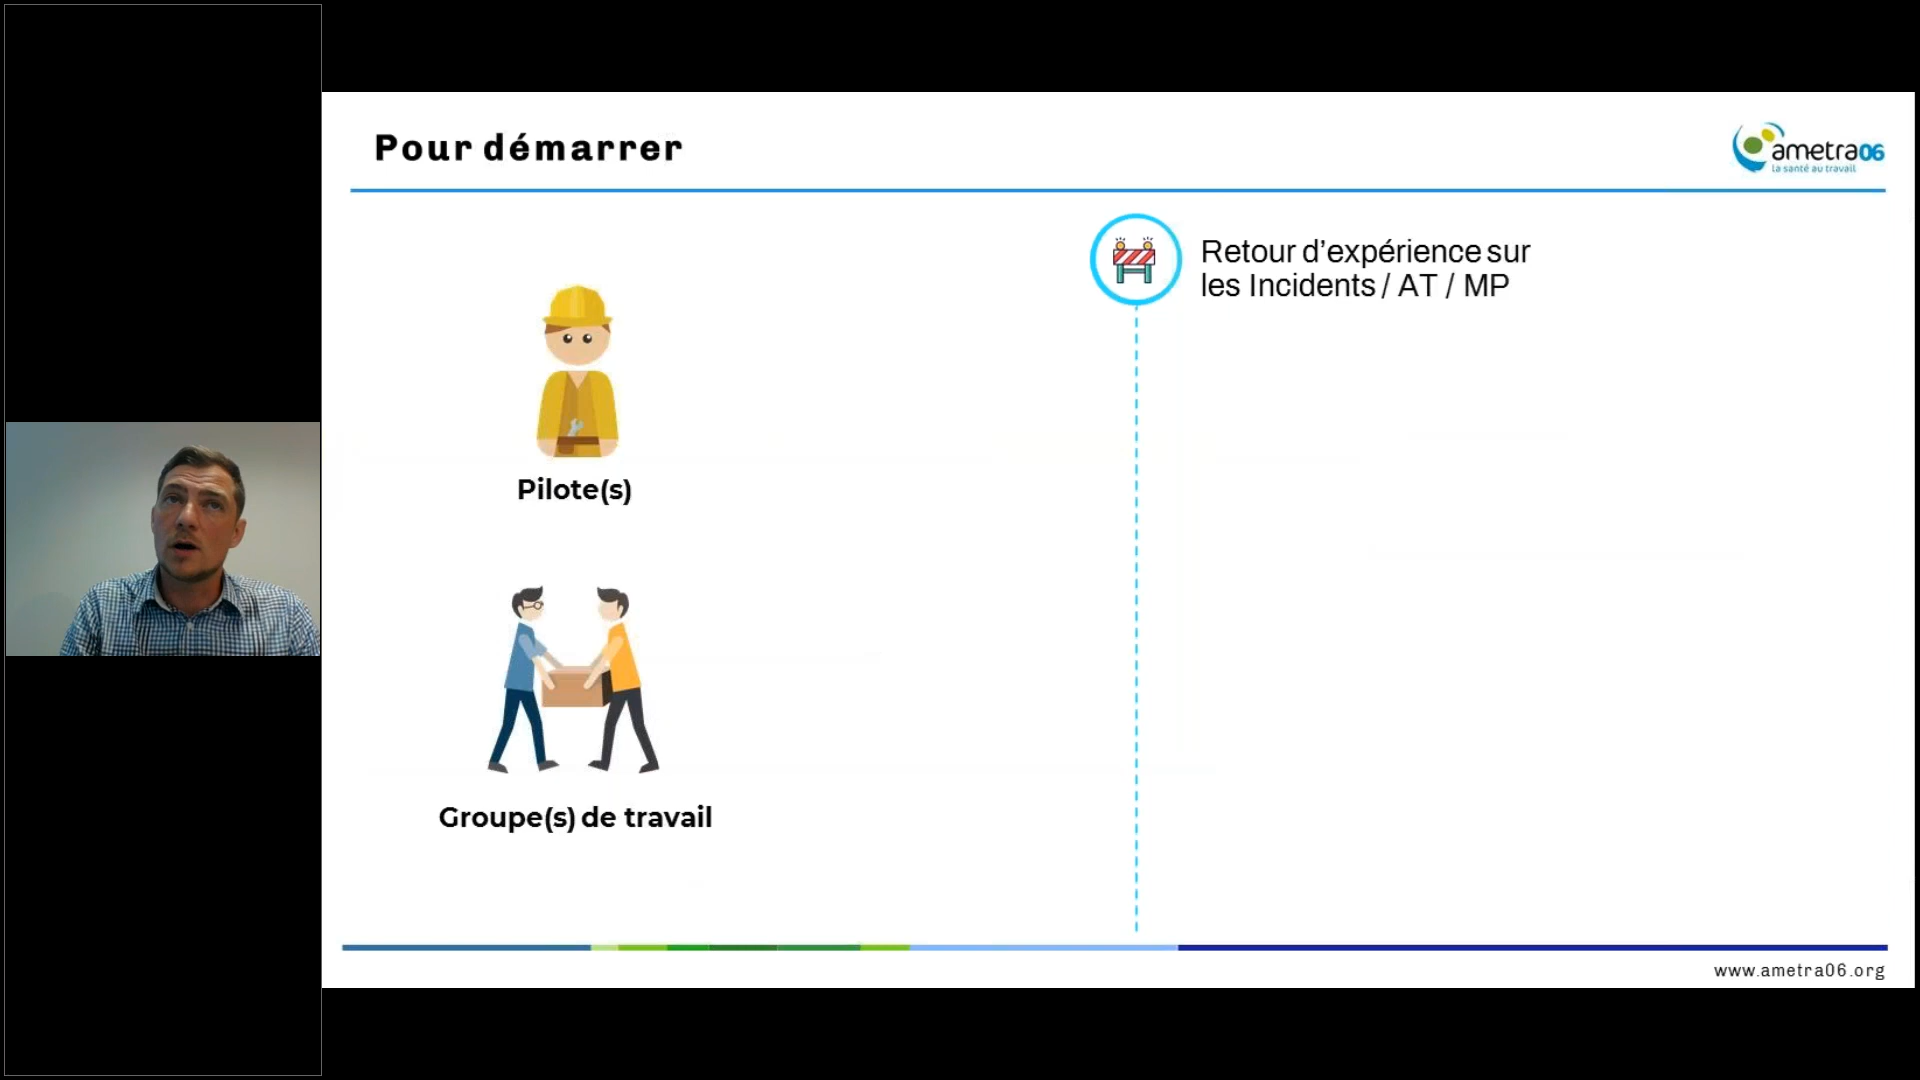 Pour démarrer
ametra06
la santé au travail
Retour d’expérience sur
les Incidents / AT / MP
Pilote(s)
Groupe(s) de travail
www.ametra06.org